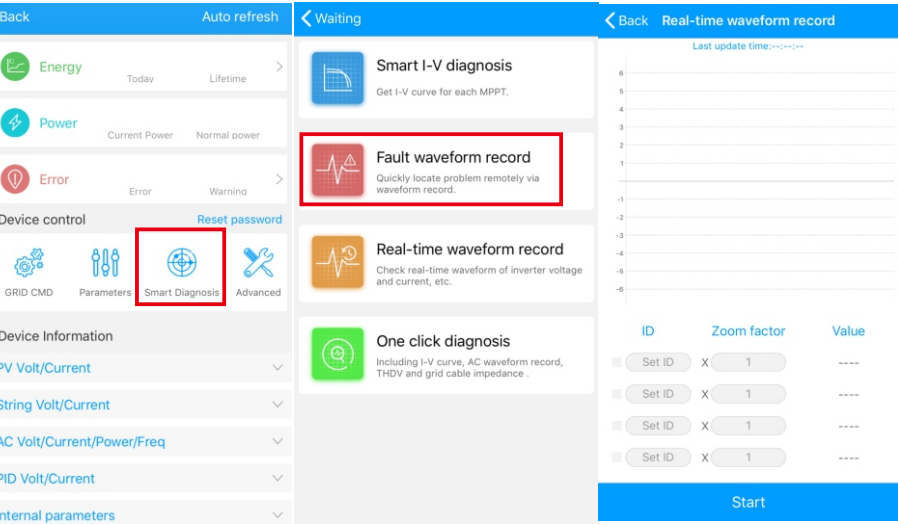 Back
Auto refresh
Energy
Today
Lifetime
Power
Current Power
Normal power
Error
Error
Warning
Device control
Reset password
GRID CMD
Parameters
Smart Diagnosis
Advanced
Device Information
PV Volt/Current
String Volt/Current
AC Volt/Current/Power/Freq
PID Volt/Current
nternal parameters
Waiting
Smart I-V diagnosis
Get I-V curve for each MPPT.
Fault waveform record
Quickly locate problem remotely via
waveform record.
Real-time waveform record
Check real-time waveform of inverter voltage
and current, etc.
One click diagnosis
Including I-V curve, AC waveform record,
THDV and grid cable impedance .
Back
Real-time waveform record
Last update time:--:--:--
6
5
4
3
2
1
-1
-2
-3
-4
-5
-6
ID Zoom factor Value
Set ID X 1 ----
Set ID X 1 ----
Set ID X 1 ----
Set ID X 1 ----
Start